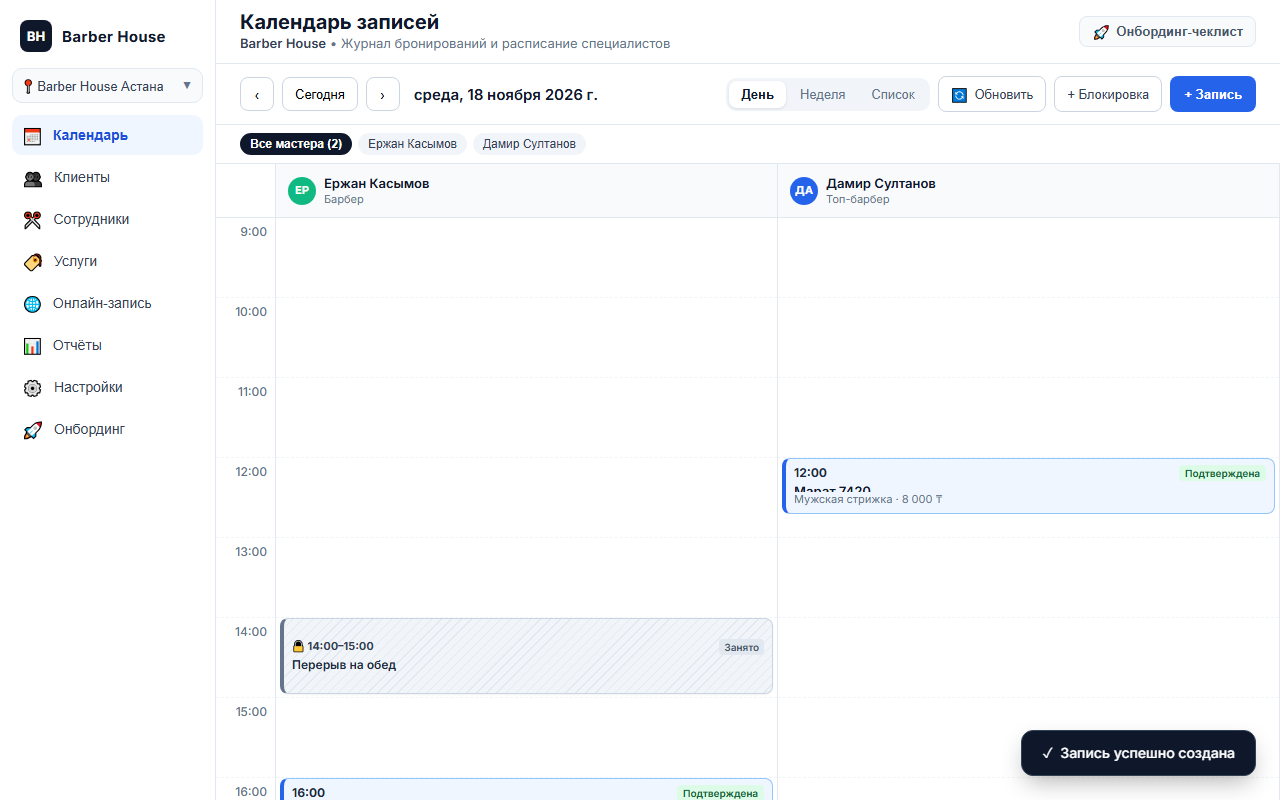 BH Barber House
Barber House Астана ▼
Календарь
Клиенты
Сотрудники
Услуги
Онлайн-запись
Отчёты
Настройки
Онбординг
Календарь записей
Barber House • Журнал бронирований и расписание специалистов
Онбординг-чеклист
‹ Сегодня › среда, 18 ноября 2026 г.
День Неделя Список
Обновить
+ Блокировка
+ Запись
Все мастера (2) Ержан Касымов Дамир Султанов
ЕР Ержан Касымов
Барбер
ДА Дамир Султанов
Топ-барбер
9:00
10:00
11:00
12:00
12:00 Подтверждена
Марат 7420
Мужская стрижка · 8 000 ₸
13:00
14:00
14:00–15:00 Занято
Перерыв на обед
15:00
16:00
16:00 Подтверждена
✓ Запись успешно создана